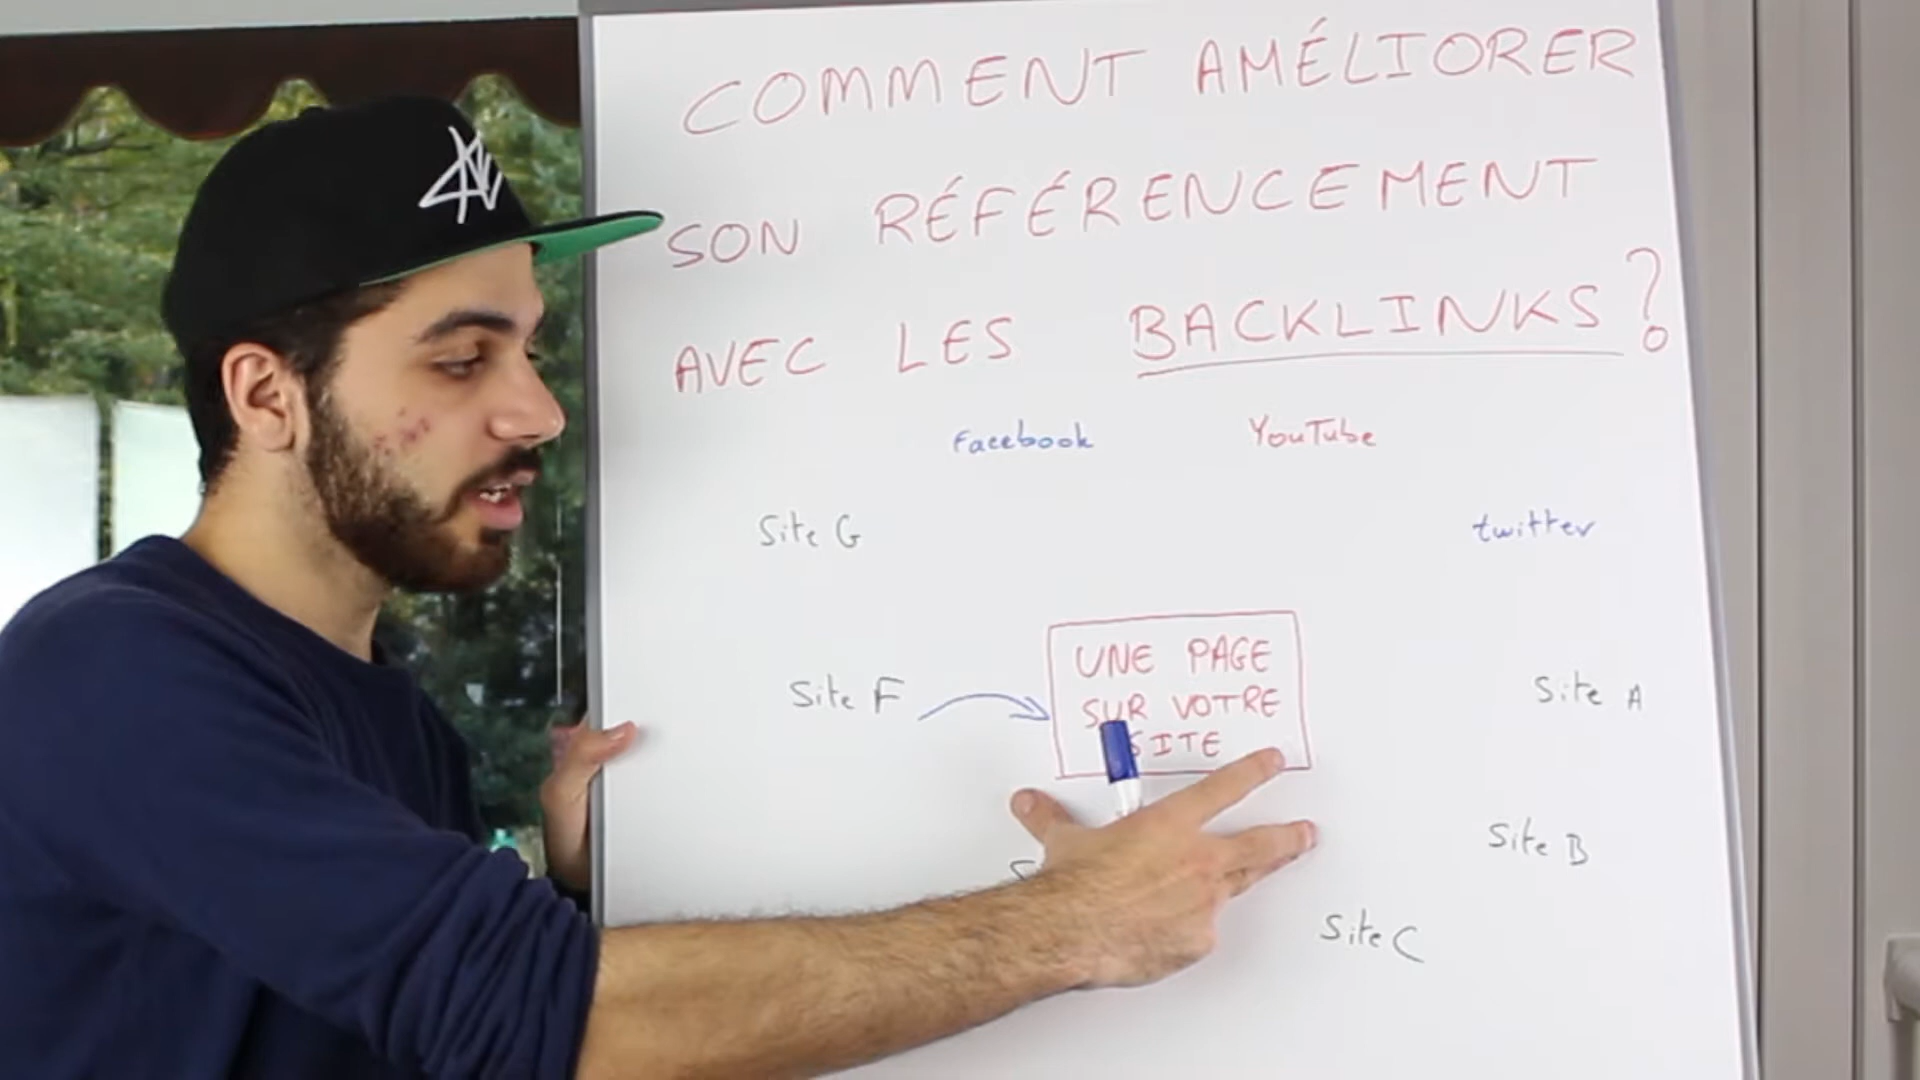 COMMENT AMÉLIORER
SON RÉFÉRENCEMENT
AVEC LES BACKLINKS ?
Facebook
YouTube
Site G
twitter
UNE PAGE
SUR VOTRE
SITE
Site F
Site A
Site B
Site C